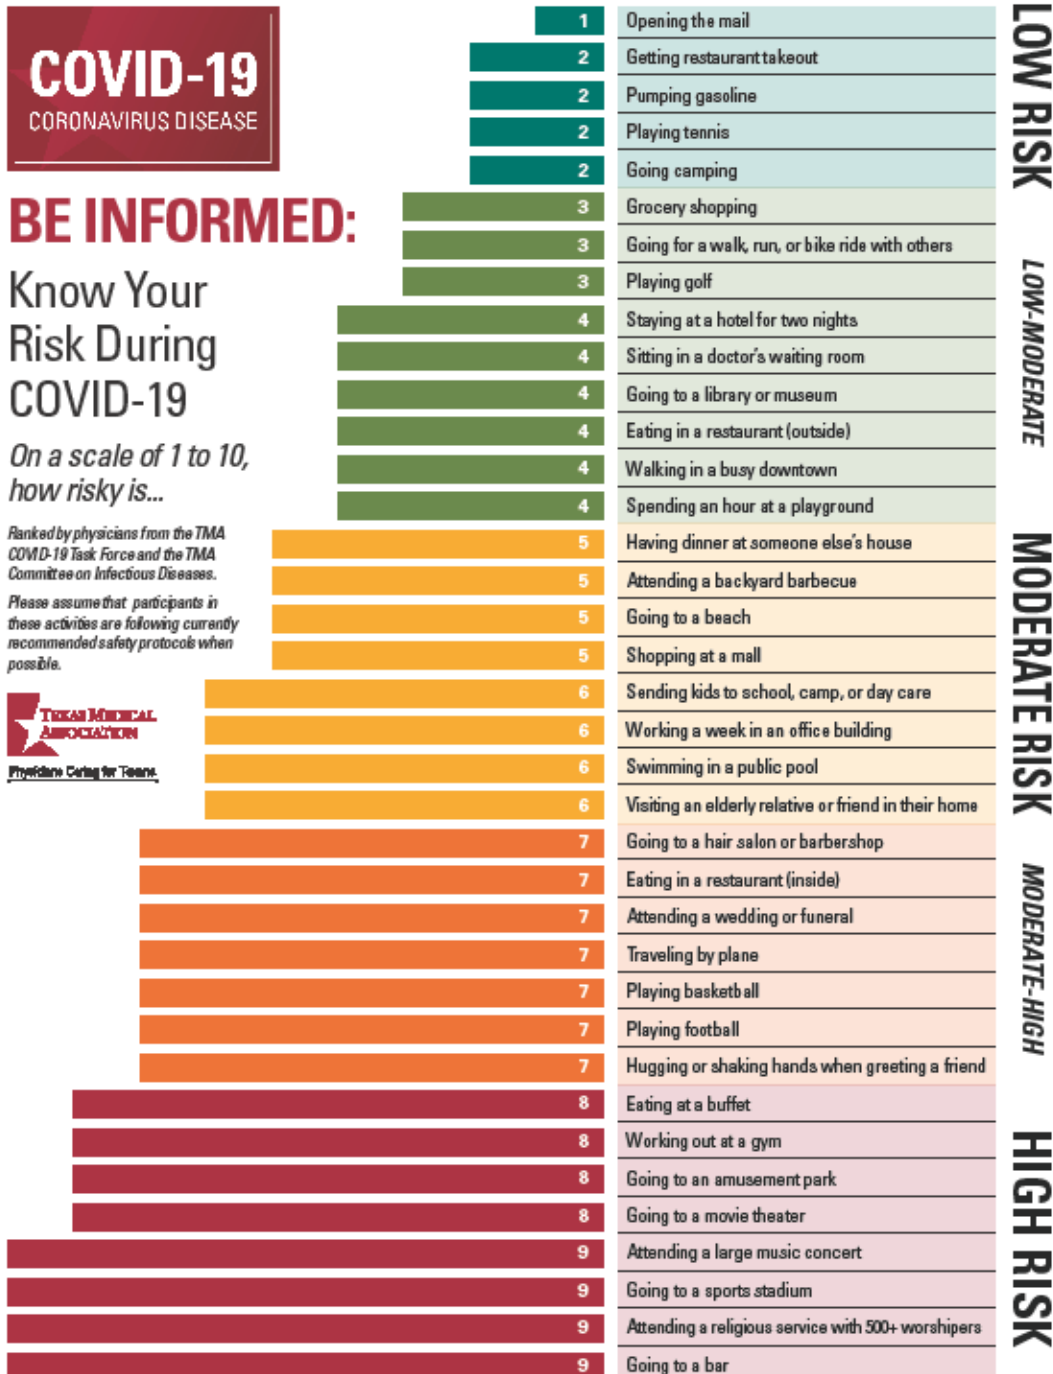 COVID-19
CORONAVIRUS DISEASE
BE INFORMED:
Know Your
Risk During
COVID-19
On a scale of 1 to 10,
how risky is...
Ranked by physicians from the TMA
COVID-19 Task Force and the TMA
Committee on Infectious Diseases.
Please assume that participants in
these activities are following currently
recommended safety protocols when
possible.
TEXAS MEDICAL
ASSOCIATION
Physicians Caring for Texans
LOW RISK
1 Opening the mail
2 Getting restaurant takeout
2 Pumping gasoline
2 Playing tennis
2 Going camping
LOW-MODERATE
3 Grocery shopping
3 Going for a walk, run, or bike ride with others
3 Playing golf
4 Staying at a hotel for two nights
4 Sitting in a doctor's waiting room
4 Going to a library or museum
4 Eating in a restaurant (outside)
4 Walking in a busy downtown
4 Spending an hour at a playground
MODERATE RISK
5 Having dinner at someone else's house
5 Attending a backyard barbecue
5 Going to a beach
5 Shopping at a mall
6 Sending kids to school, camp, or day care
6 Working a week in an office building
6 Swimming in a public pool
6 Visiting an elderly relative or friend in their home
MODERATE-HIGH
7 Going to a hair salon or barbershop
7 Eating in a restaurant (inside)
7 Attending a wedding or funeral
7 Traveling by plane
7 Playing basketball
7 Playing football
7 Hugging or shaking hands when greeting a friend
HIGH RISK
8 Eating at a buffet
8 Working out at a gym
8 Going to an amusement park
8 Going to a movie theater
9 Attending a large music concert
9 Going to a sports stadium
9 Attending a religious service with 500+ worshipers
9 Going to a bar